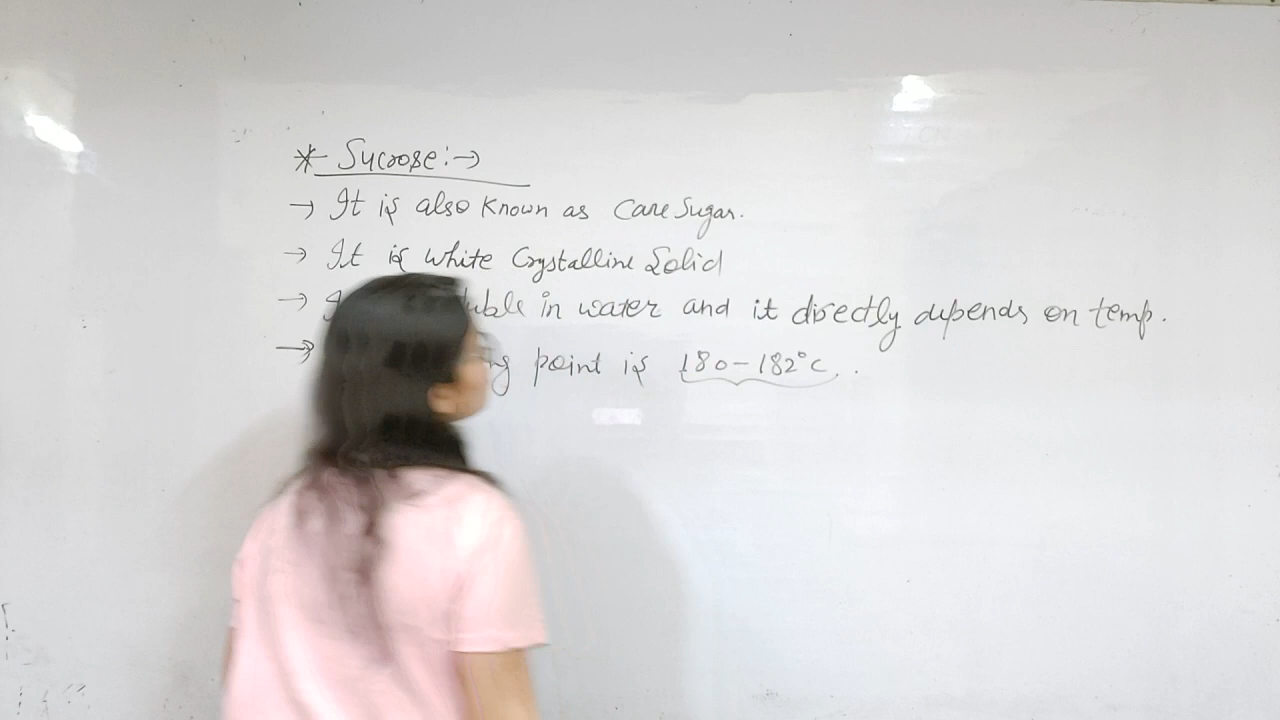 * Sucrose:→
→ It is also known as Cane Sugar.
→ It is white Crystalline Solid
→ in water and it directly depends on temp.
→ point is 180-182°C..